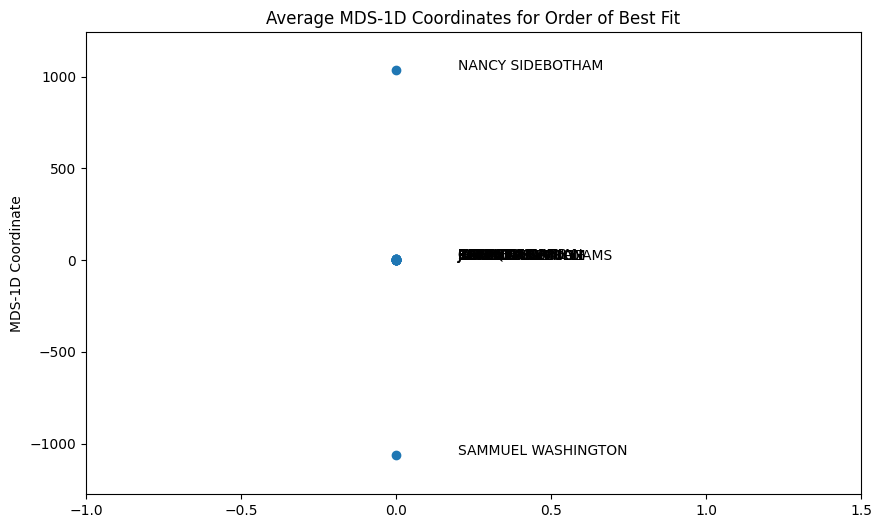 Average MDS-1D Coordinates for Order of Best Fit
1000
NANCY SIDEBOTHAM
500
MDS-1D Coordinate
0
−500
−1000
SAMMUEL WASHINGTON
−1.0 −0.5 0.0 0.5 1.0 1.5